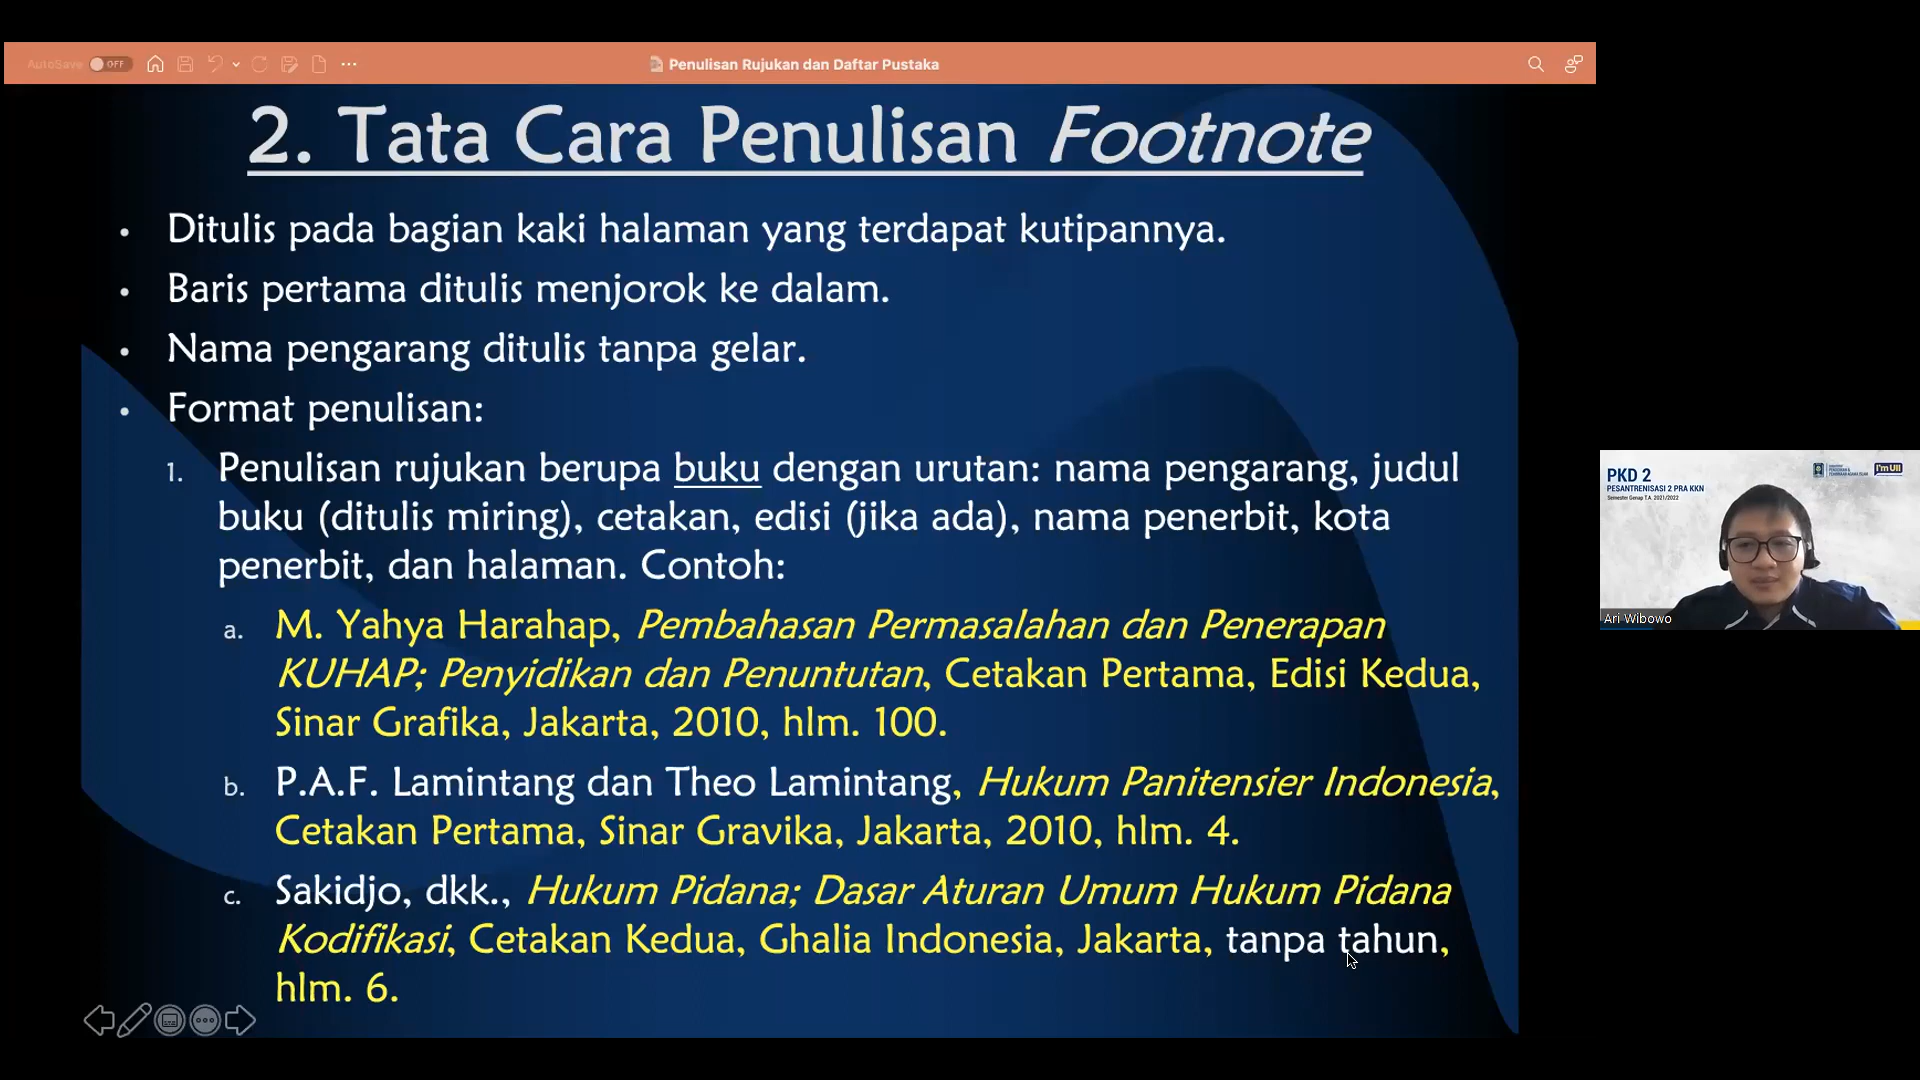 AutoSave OFF
Penulisan Rujukan dan Daftar Pustaka
2. Tata Cara Penulisan Footnote
• Ditulis pada bagian kaki halaman yang terdapat kutipannya.
• Baris pertama ditulis menjorok ke dalam.
• Nama pengarang ditulis tanpa gelar.
• Format penulisan:
1. Penulisan rujukan berupa buku dengan urutan: nama pengarang, judul
buku (ditulis miring), cetakan, edisi (jika ada), nama penerbit, kota
penerbit, dan halaman. Contoh:
a. M. Yahya Harahap, Pembahasan Permasalahan dan Penerapan
KUHAP; Penyidikan dan Penuntutan, Cetakan Pertama, Edisi Kedua,
Sinar Grafika, Jakarta, 2010, hlm. 100.
b. P.A.F. Lamintang dan Theo Lamintang, Hukum Panitensier Indonesia,
Cetakan Pertama, Sinar Gravika, Jakarta, 2010, hlm. 4.
c. Sakidjo, dkk., Hukum Pidana; Dasar Aturan Umum Hukum Pidana
Kodifikasi, Cetakan Kedua, Ghalia Indonesia, Jakarta, tanpa tahun,
hlm. 6.
PKD 2
PESANTRENISASI 2 PRA KKN
Semester Genap T.A. 2021/2022
I'm UII
Ari Wibowo